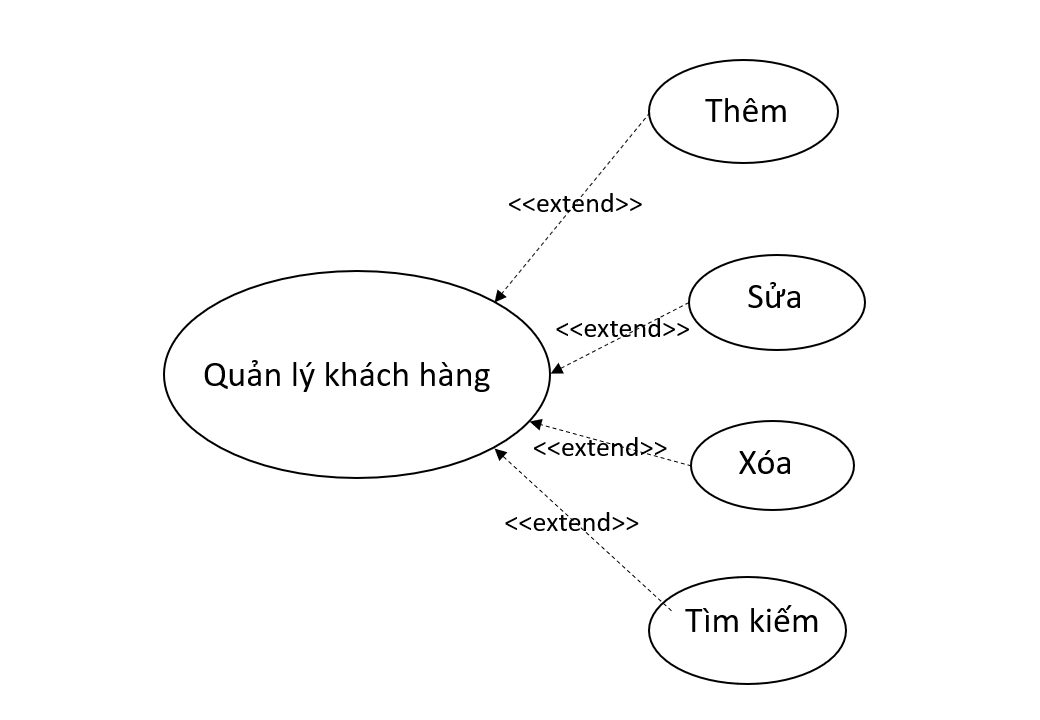 Thêm
<<extend>>
Sửa
<<extend>>
Quản lý khách hàng
<<extend>>
Xóa
<<extend>>
Tìm kiếm